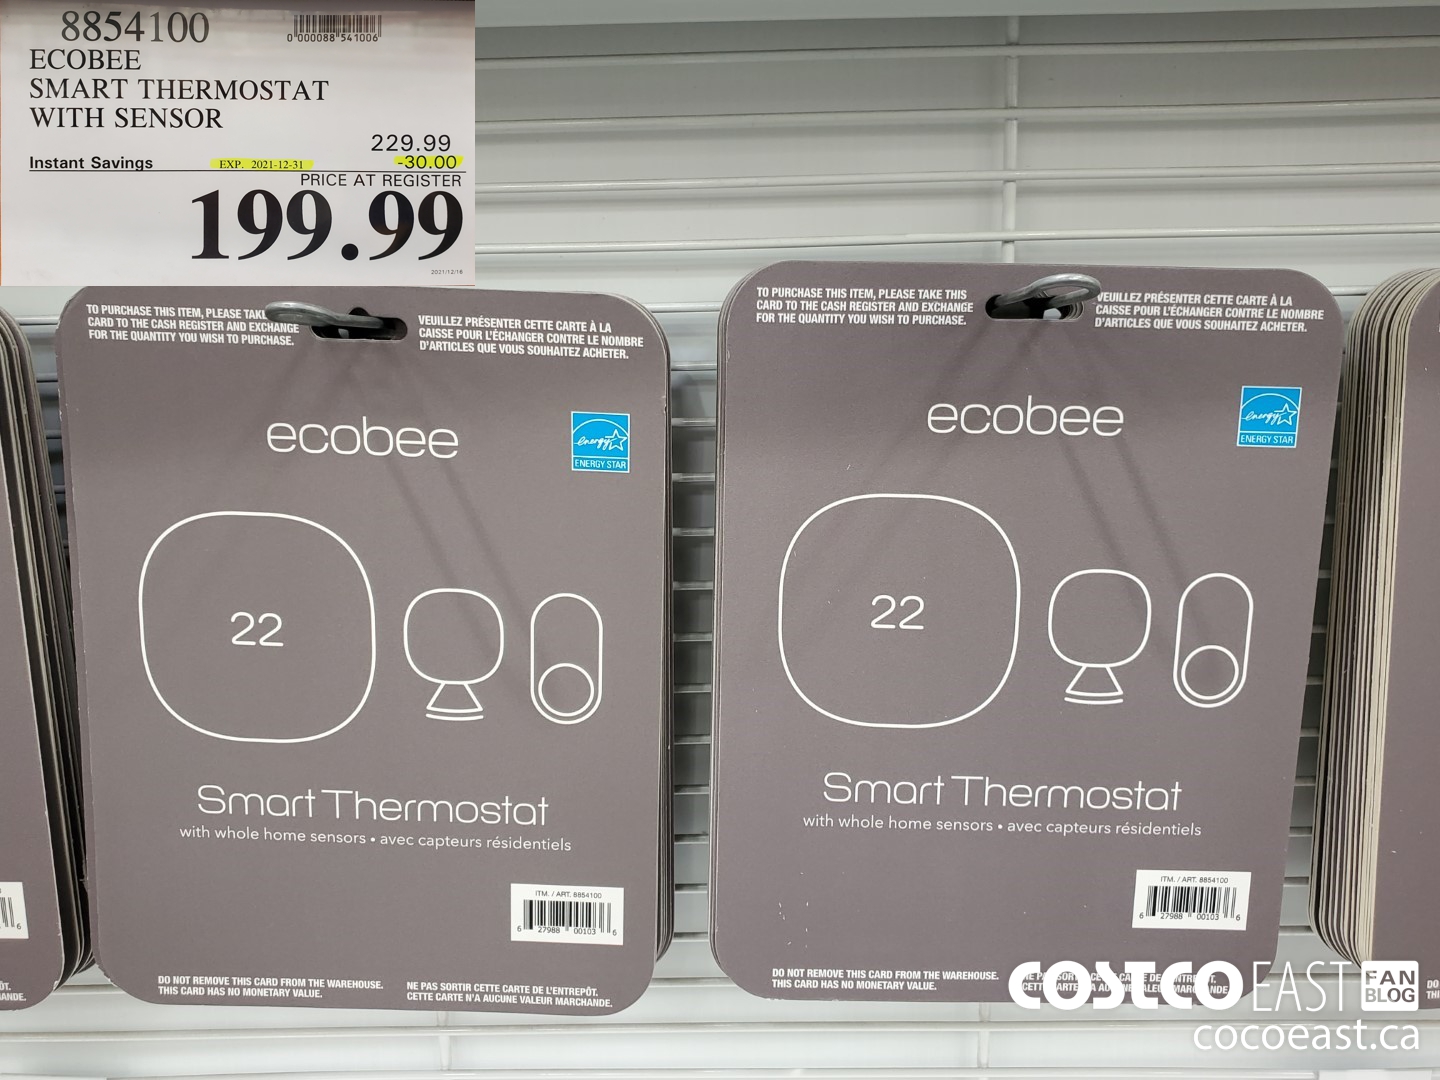 8854100
0 000088 541006
ECOBEE
SMART THERMOSTAT
WITH SENSOR
229.99
Instant Savings EXP. 2021-12-31 -30.00
PRICE AT REGISTER
199.99
2021/12/16
TO PURCHASE THIS ITEM, PLEASE TAKE
CARD TO THE CASH REGISTER AND EXCHANGE
FOR THE QUANTITY YOU WISH TO PURCHASE.
VEUILLEZ PRÉSENTER CETTE CARTE À LA
CAISSE POUR L'ÉCHANGER CONTRE LE NOMBRE
D'ARTICLES QUE VOUS SOUHAITEZ ACHETER.
ecobee
energy
ENERGY STAR
22
Smart Thermostat
with whole home sensors • avec capteurs résidentiels
ITM. / ART. 8854100
6 27988 00103 6
DO NOT REMOVE THIS CARD FROM THE WAREHOUSE.
THIS CARD HAS NO MONETARY VALUE.
NE PAS SORTIR CETTE CARTE DE L'ENTREPÔT.
CETTE CARTE N'A AUCUNE VALEUR MARCHANDE.
TO PURCHASE THIS ITEM, PLEASE TAKE THIS
CARD TO THE CASH REGISTER AND EXCHANGE
FOR THE QUANTITY YOU WISH TO PURCHASE.
VEUILLEZ PRÉSENTER CETTE CARTE À LA
CAISSE POUR L'ÉCHANGER CONTRE LE NOMBRE
D'ARTICLES QUE VOUS SOUHAITEZ ACHETER.
ecobee
energy
ENERGY STAR
22
Smart Thermostat
with whole home sensors • avec capteurs résidentiels
ITM. / ART. 8854100
6 27988 00103 6
DO NOT REMOVE THIS CARD FROM THE WAREHOUSE.
THIS CARD HAS NO MONETARY VALUE.
COSTCO EAST FAN BLOG
cocoeast.ca